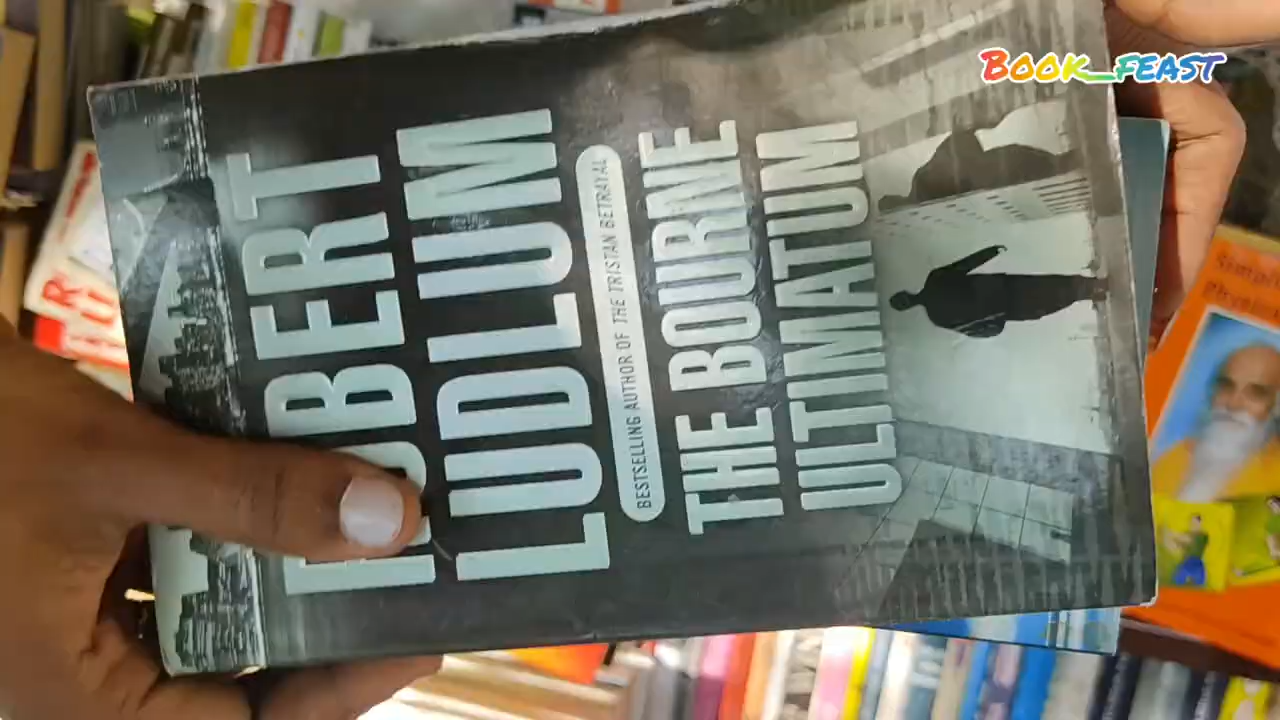 Book_feast
ROBERT
LUDLUM
BESTSELLING AUTHOR OF THE TRISTAN BETRAYAL
THE BOURNE
ULTIMATUM